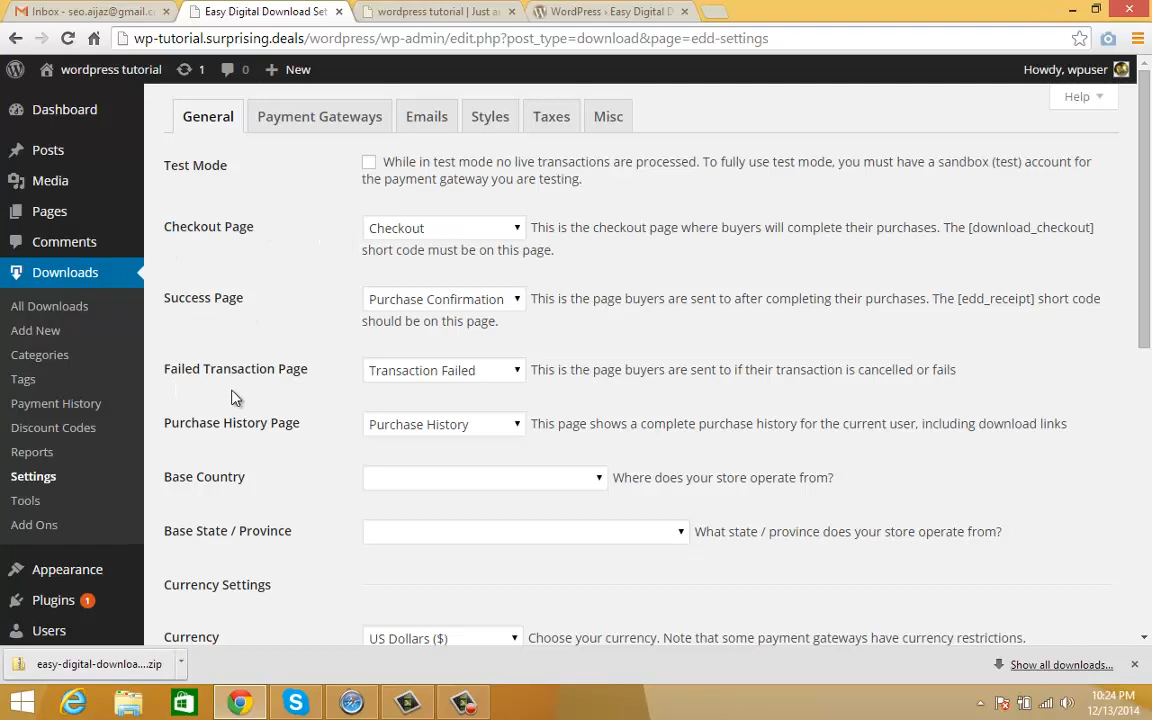 Inbox - seo.aijaz@gmail.c
Easy Digital Download Set
wordpress tutorial | Just a
WordPress › Easy Digital D
wp-tutorial.surprising.deals/wordpress/wp-admin/edit.php?post_type=download&page=edd-settings
wordpress tutorial
1
0
New
Howdy, wpuser
Help
Dashboard
Posts
Media
Pages
Comments
Downloads
All Downloads
Add New
Categories
Tags
Payment History
Discount Codes
Reports
Settings
Tools
Add Ons
Appearance
Plugins 1
Users
General
Payment Gateways
Emails
Styles
Taxes
Misc
Test Mode
While in test mode no live transactions are processed. To fully use test mode, you must have a sandbox (test) account for
the payment gateway you are testing.
Checkout Page
Checkout
This is the checkout page where buyers will complete their purchases. The [download_checkout]
short code must be on this page.
Success Page
Purchase Confirmation
This is the page buyers are sent to after completing their purchases. The [edd_receipt] short code
should be on this page.
Failed Transaction Page
Transaction Failed
This is the page buyers are sent to if their transaction is cancelled or fails
Purchase History Page
Purchase History
This page shows a complete purchase history for the current user, including download links
Base Country
Where does your store operate from?
Base State / Province
What state / province does your store operate from?
Currency Settings
Currency
US Dollars ($)
Choose your currency. Note that some payment gateways have currency restrictions.
easy-digital-downloa....zip
Show all downloads...
10:24 PM
12/13/2014